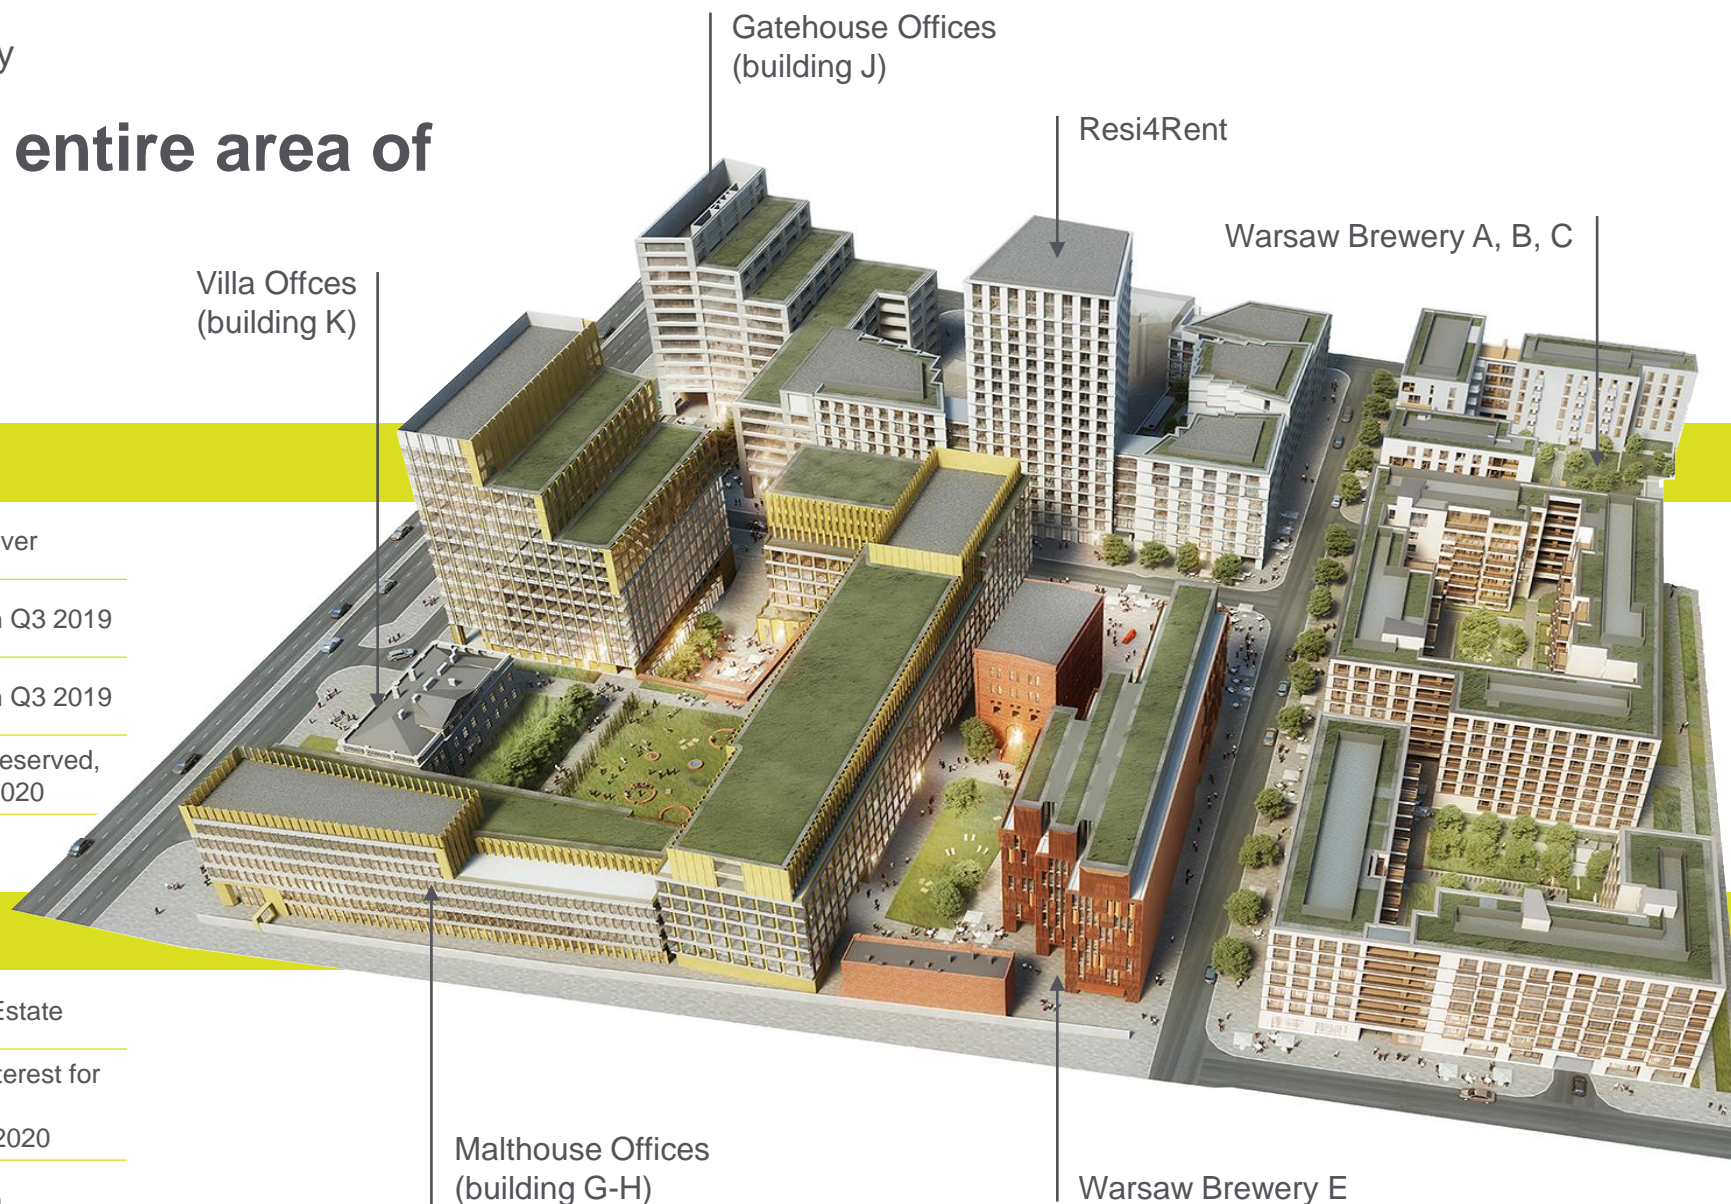 y
entire area of
Gatehouse Offices
(building J)
Resi4Rent
Warsaw Brewery A, B, C
Villa Offces
(building K)
ver
Q3 2019
Q3 2019
eserved,
020
Estate
terest for
2020
Malthouse Offices
(building G-H)
Warsaw Brewery E